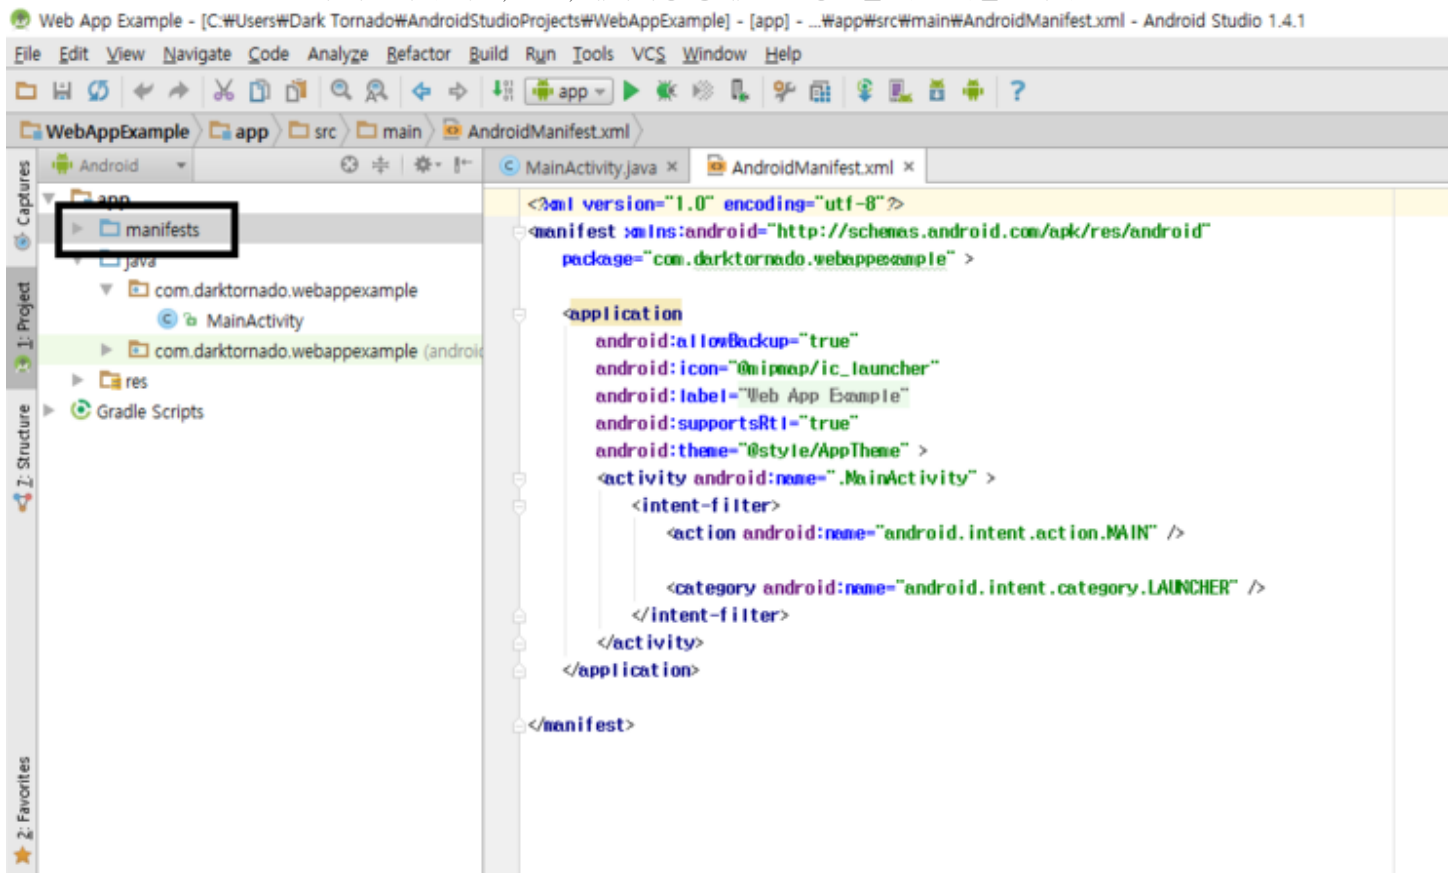 Web App Example - [C:₩Users₩Dark Tornado₩AndroidStudioProjects₩WebAppExample] - [app] - ...₩app₩src₩main₩AndroidManifest.xml - Android Studio 1.4.1
File Edit View Navigate Code Analyze Refactor Build Run Tools VCS Window Help
app
WebAppExample app src main AndroidManifest.xml
Android
MainActivity.java × AndroidManifest.xml ×
Captures
1: Project
7: Structure
2: Favorites
app
manifests
java
com.darktornado.webappexample
MainActivity
com.darktornado.webappexample (androi
res
Gradle Scripts
<?xml version="1.0" encoding="utf-8"?>
<manifest xmlns:android="http://schemas.android.com/apk/res/android"
package="com.darktornado.webappexample" >
<application
android:allowBackup="true"
android:icon="@mipmap/ic_launcher"
android:label="Web App Example"
android:supportsRtl="true"
android:theme="@style/AppTheme" >
<activity android:name=".MainActivity" >
<intent-filter>
<action android:name="android.intent.action.MAIN" />
<category android:name="android.intent.category.LAUNCHER" />
</intent-filter>
</activity>
</application>
</manifest>